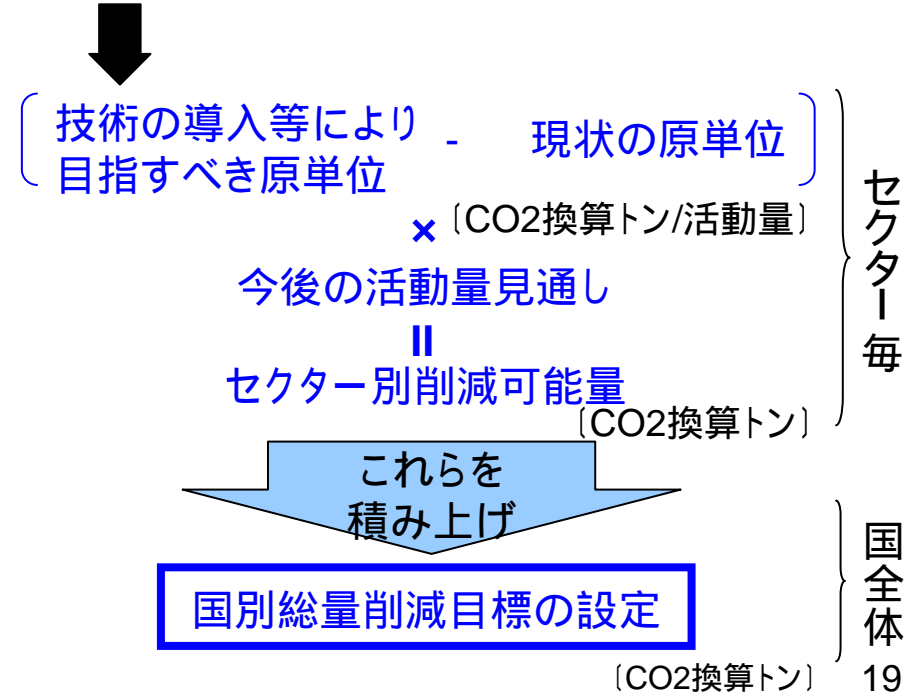 技術の導入等により
目指すべき原単位
-
現状の原単位
×
〔CO2換算トン/活動量〕
今後の活動量見通し
=
セクター別削減可能量
〔CO2換算トン〕
セクター毎
これらを
積み上げ
国別総量削減目標の設定
国全体
〔CO2換算トン〕
19